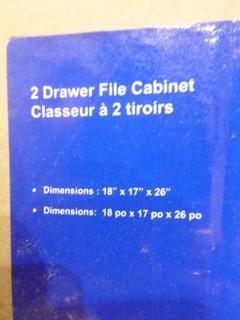 2 Drawer File Cabinet
Classeur à 2 tiroirs
• Dimensions : 18" x 17" x 26"
• Dimensions: 18 po x 17 po x 26 po